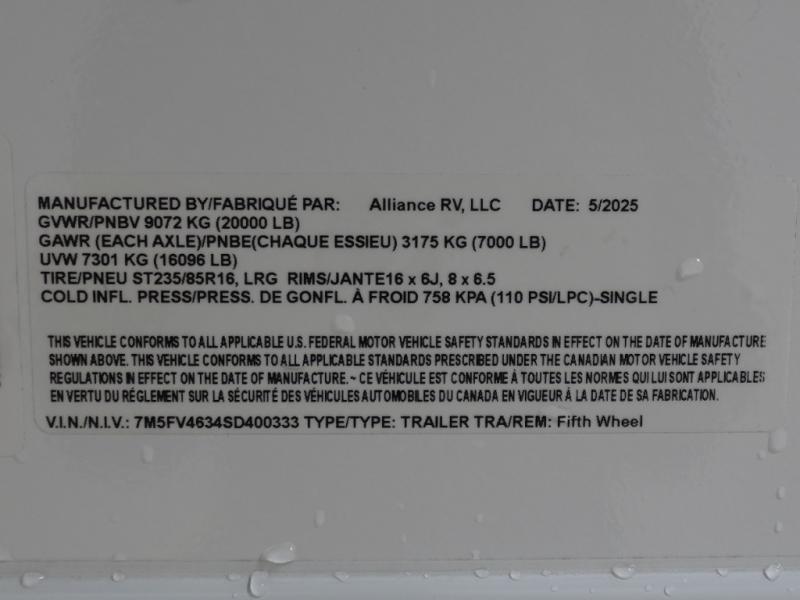 MANUFACTURED BY/FABRIQUÉ PAR: Alliance RV, LLC DATE: 5/2025
GVWR/PNBV 9072 KG (20000 LB)
GAWR (EACH AXLE)/PNBE(CHAQUE ESSIEU) 3175 KG (7000 LB)
UVW 7301 KG (16096 LB)
TIRE/PNEU ST235/85R16, LRG RIMS/JANTE16 x 6J, 8 x 6.5
COLD INFL. PRESS/PRESS. DE GONFL. À FROID 758 KPA (110 PSI/LPC)-SINGLE
THIS VEHICLE CONFORMS TO ALL APPLICABLE U.S. FEDERAL MOTOR VEHICLE SAFETY STANDARDS IN EFFECT ON THE DATE OF MANUFACTURE
SHOWN ABOVE. THIS VEHICLE CONFORMS TO ALL APPLICABLE STANDARDS PRESCRIBED UNDER THE CANADIAN MOTOR VEHICLE SAFETY
REGULATIONS IN EFFECT ON THE DATE OF MANUFACTURE. ~ CE VÉHICULE EST CONFORME À TOUTES LES NORMES QUI LUI SONT APPLICABLES
EN VERTU DU RÉGLEMENT SUR LA SÉCURITÉ DES VÉHICULES AUTOMOBILES DU CANADA EN VIGUEUR À LA DATE DE SA FABRICATION.
V.I.N./N.I.V.: 7M5FV4634SD400333 TYPE/TYPE: TRAILER TRA/REM: Fifth Wheel